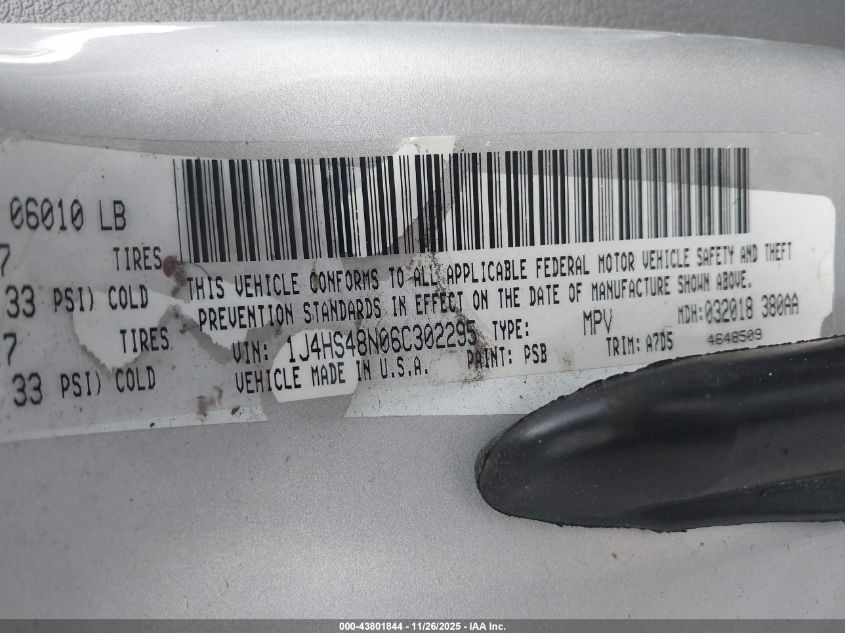 06010 LB
7 TIRES
33 PSI) COLD
7 TIRES
33 PSI) COLD
THIS VEHICLE CONFORMS TO ALL APPLICABLE FEDERAL MOTOR VEHICLE SAFETY AND THEFT
PREVENTION STANDARDS IN EFFECT ON THE DATE OF MANUFACTURE SHOWN ABOVE.
VIN: 1J4HS48N06C302295 TYPE: MPV MDH:032018 380AA
VEHICLE MADE IN U.S.A. PAINT: PSB TRIM: A7D5 4648509
000-43801844 | 11/26/2025 - IAA Inc.